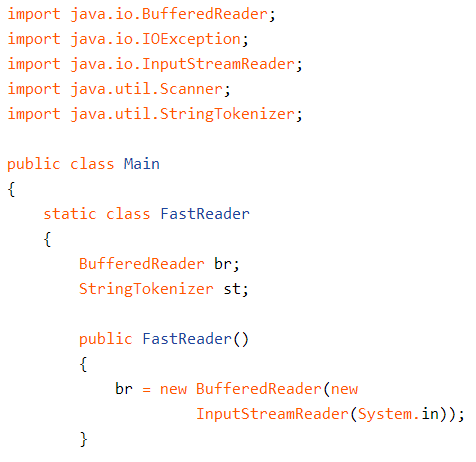 import java.io.BufferedReader;
import java.io.IOException;
import java.io.InputStreamReader;
import java.util.Scanner;
import java.util.StringTokenizer;

public class Main
{
    static class FastReader
    {
        BufferedReader br;
        StringTokenizer st;

        public FastReader()
        {
            br = new BufferedReader(new
                     InputStreamReader(System.in));
        }